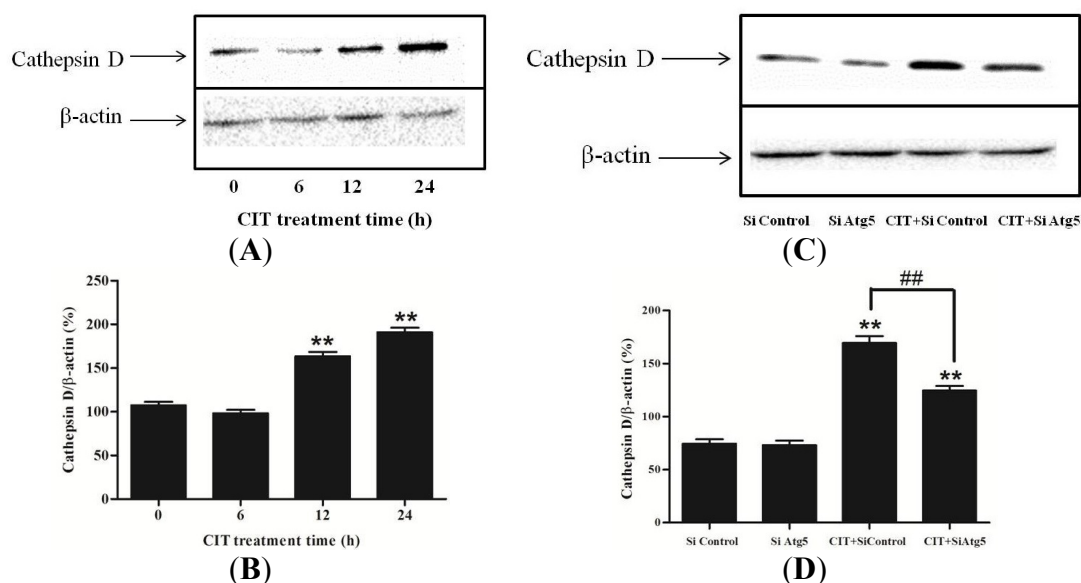 Cathepsin D
β-actin
0 6 12 24
CIT treatment time (h)
(A)
Cathepsin D
β-actin
Si Control Si Atg5 CIT+Si Control CIT+Si Atg5
(C)
Cathepsin D/β-actin (%)
250
200
150
100
50
0
**
**
0 6 12 24
CIT treatment time (h)
(B)
Cathepsin D/β-actin (%)
200
150
100
50
0
##
**
**
Si Control Si Atg5 CIT+SiControl CIT+SiAtg5
(D)